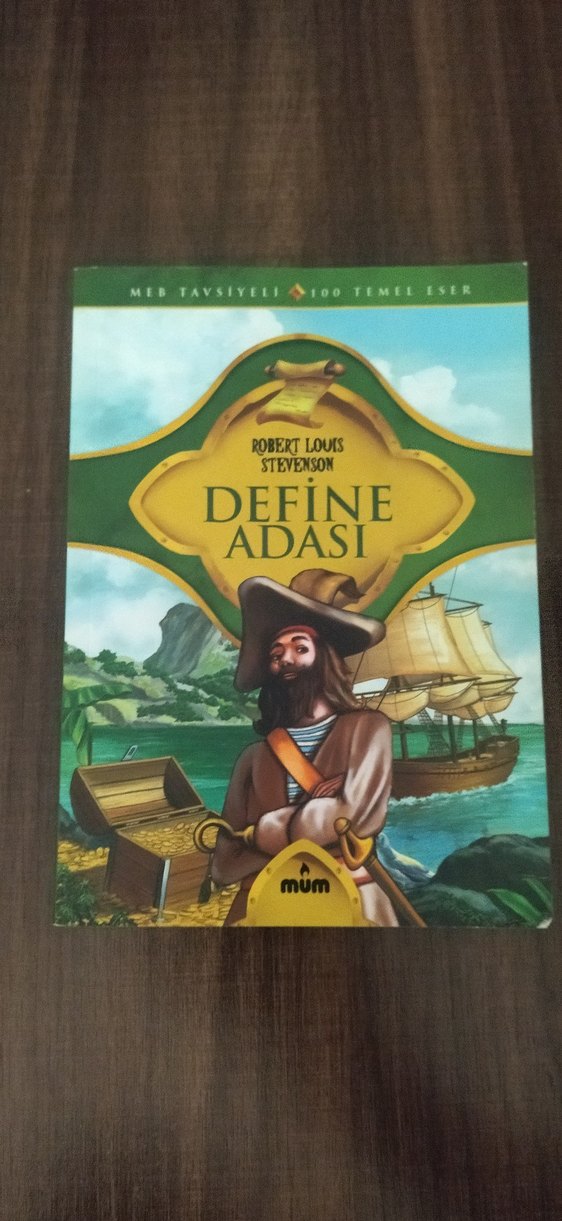 MEB TAVSİYELİ 100 TEMEL ESER
ROBERT LOUIS
STEVENSON
DEFİNE
ADASI
mum